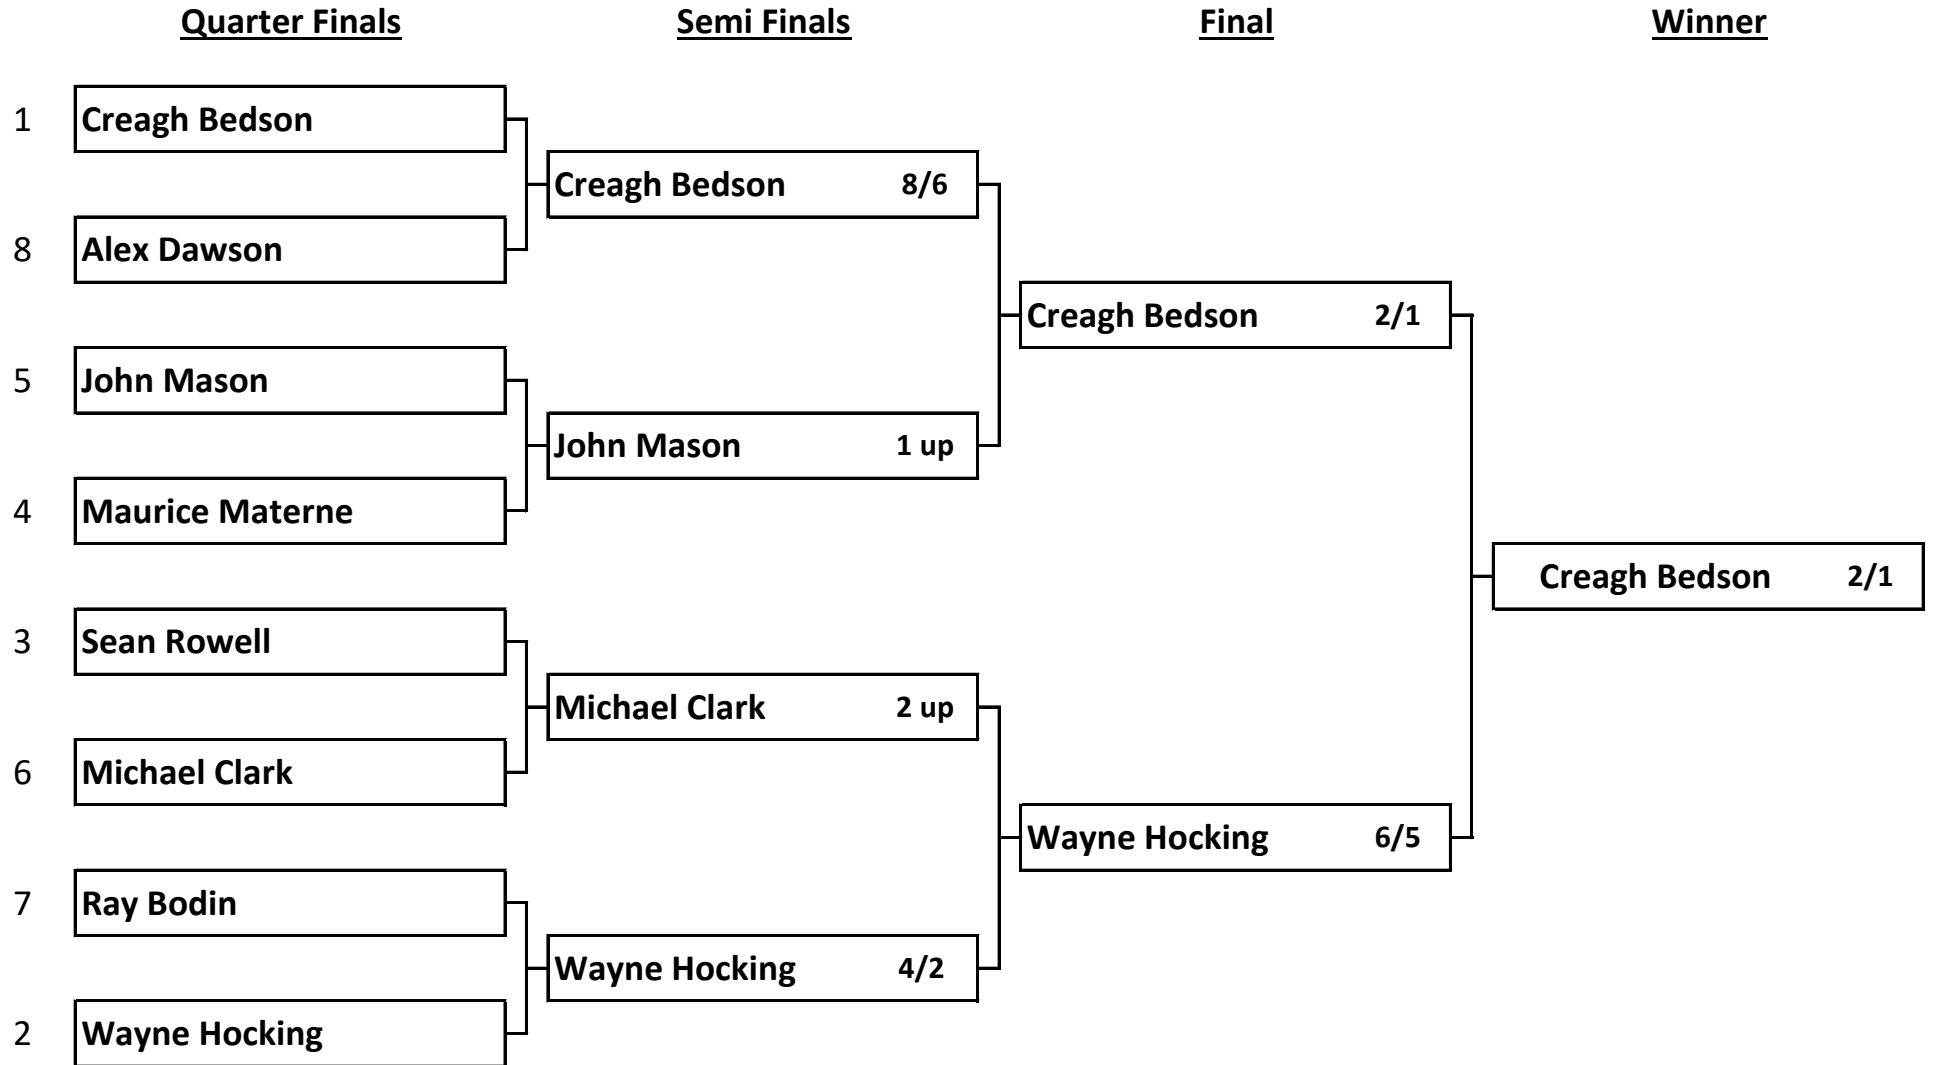 Quarter Finals Semi Finals Final Winner
1 Creagh Bedson
Creagh Bedson 8/6
8 Alex Dawson
Creagh Bedson 2/1
5 John Mason
John Mason 1 up
4 Maurice Materne
Creagh Bedson 2/1
3 Sean Rowell
Michael Clark 2 up
6 Michael Clark
Wayne Hocking 6/5
7 Ray Bodin
Wayne Hocking 4/2
2 Wayne Hocking